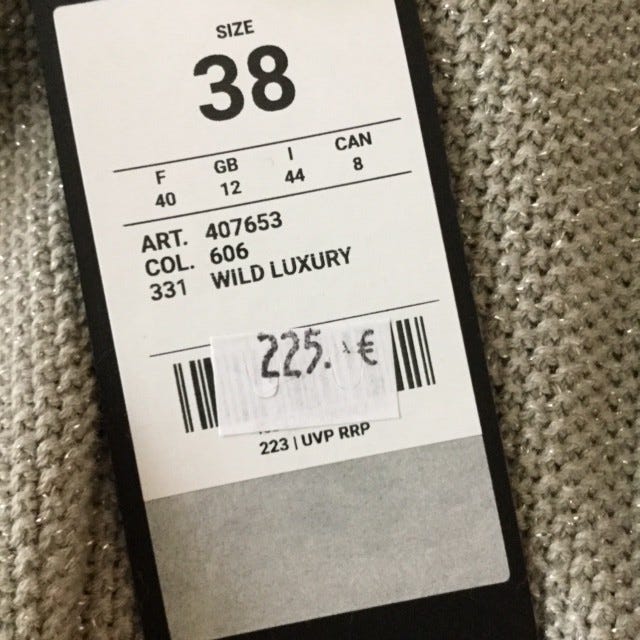 SIZE
38
F GB I CAN
40 12 44 8
ART. 407653
COL. 606
331 WILD LUXURY
225.-€
223 | UVP RRP